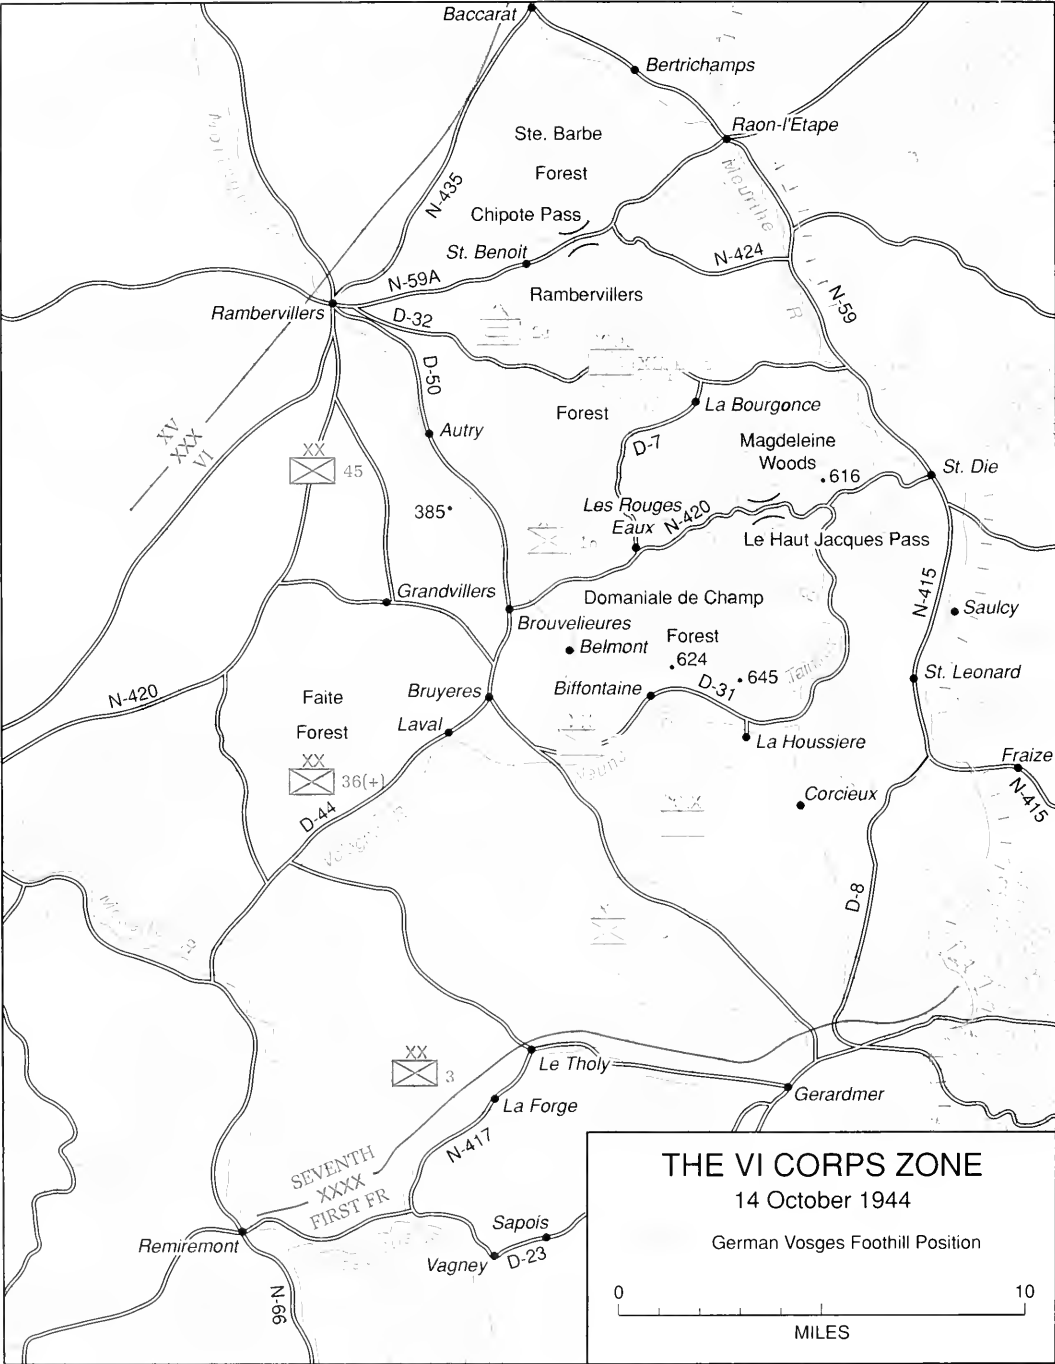 Baccarat
Bertrichamps
Raon-l'Etape
Ste. Barbe
Forest
Meurthe
R
N-435
Chipote Pass
St. Benoit
N-424
N-59A
N-59
Rambervillers
Rambervillers
D-32
D-50
XV
XXX
VI
La Bourgonce
Forest
Autry
D-7
Magdeleine
Woods
616
St. Die
XX
45
385
Les Rouges
Eaux
N-420
Le Haut Jacques Pass
N-415
Grandvillers
Domaniale de Champ
Saulcy
Brouvelieures
Forest
Belmont
624
645
D-31
St. Leonard
N-420
Faite
Forest
Bruyeres
Biffontaine
Laval
La Houssiere
Fraize
N-415
XX
36(+)
Corcieux
D-44
D-8
XX
3
Le Tholy
Gerardmer
La Forge
N-417
SEVENTH
XXXX
FIRST FR
Sapois
Remiremont
Vagney
D-23
N-66
THE VI CORPS ZONE
14 October 1944
German Vosges Foothill Position
0 10
MILES